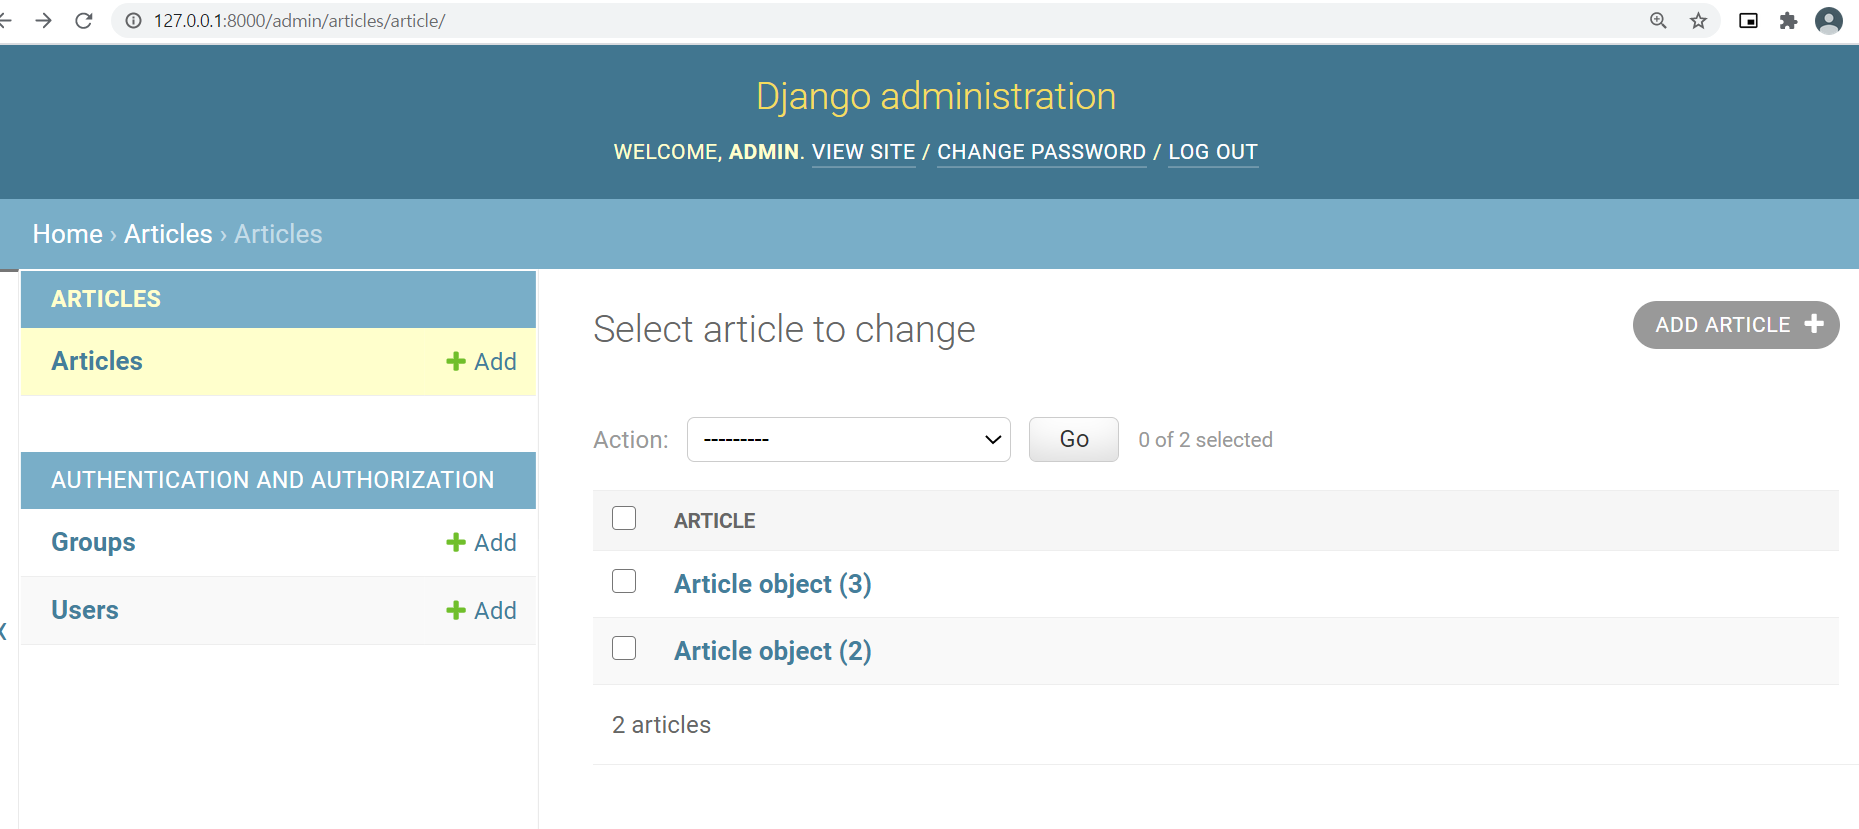 127.0.0.1:8000/admin/articles/article/
Django administration
WELCOME, ADMIN. VIEW SITE / CHANGE PASSWORD / LOG OUT
Home › Articles › Articles
ARTICLES
Articles Add
AUTHENTICATION AND AUTHORIZATION
Groups Add
Users Add
Select article to change
ADD ARTICLE
Action: --------- Go 0 of 2 selected
ARTICLE
Article object (3)
Article object (2)
2 articles